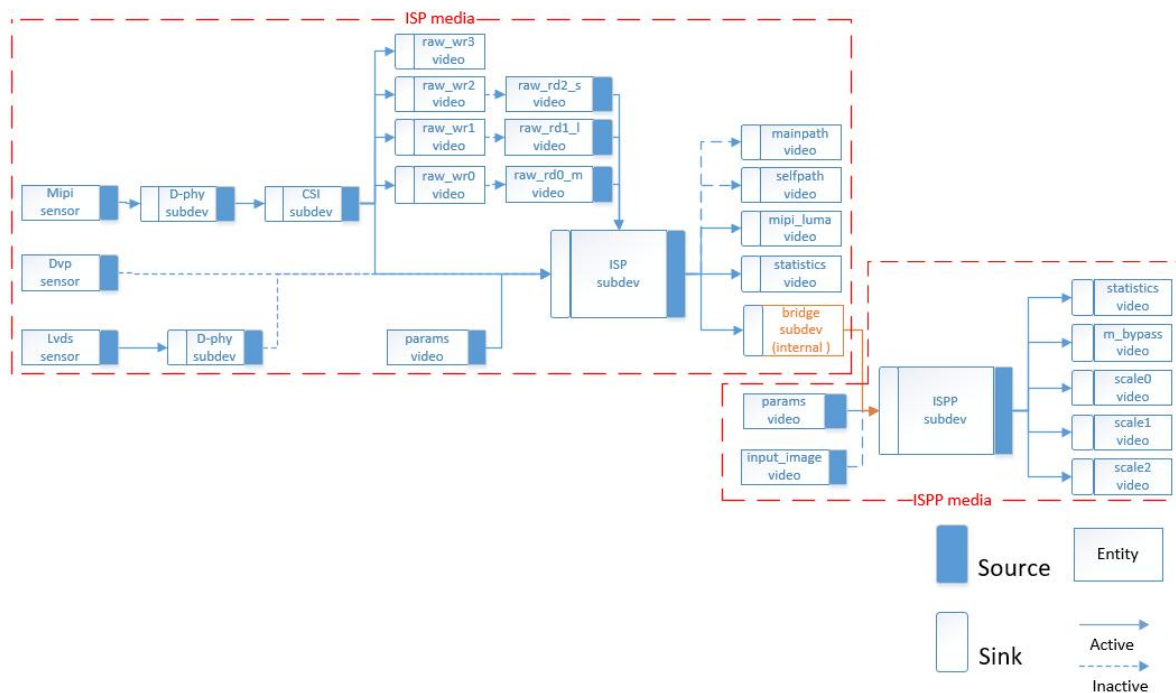 ISP media
raw_wr3
video
raw_wr2
video
raw_rd2_s
video
raw_wr1
video
raw_rd1_l
video
raw_wr0
video
raw_rd0_m
video
Mipi
sensor
D-phy
subdev
CSI
subdev
Dvp
sensor
Lvds
sensor
D-phy
subdev
params
video
ISP
subdev
mainpath
video
selfpath
video
mipi_luma
video
statistics
video
bridge
subdev
(internal )
params
video
input_image
video
ISPP
subdev
statistics
video
m_bypass
video
scale0
video
scale1
video
scale2
video
ISPP media
Source
Entity
Sink
Active
Inactive